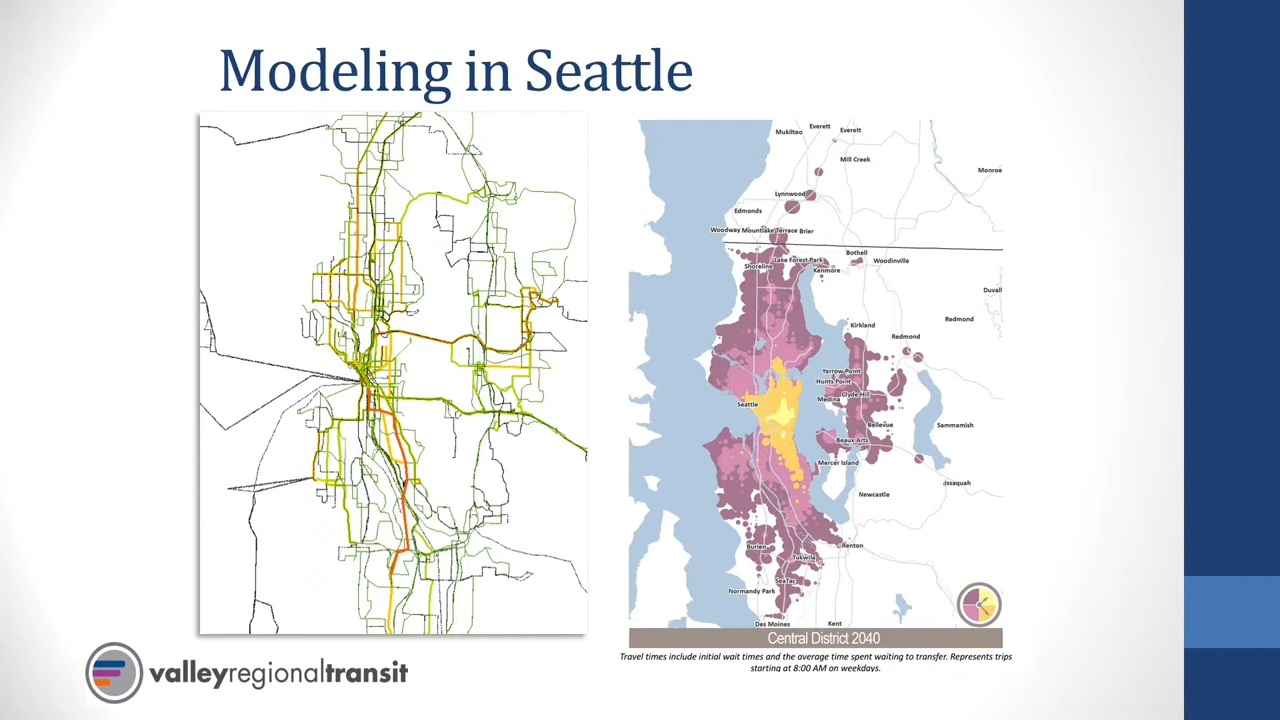 Modeling in Seattle
Mukilteo
Everett
Everett
Mill Creek
Monroe
Lynnwood
Edmonds
Woodway Mountlake Terrace Brier
Bothell
Woodinville
Lake Forest Park
Shoreline
Kenmore
Duvall
Redmond
Kirkland
Redmond
Yarrow Point
Hunts Point
Clyde Hill
Medina
Seattle
Bellevue
Sammamish
Beaux Arts
Mercer Island
Newcastle
Issaquah
Burien
Renton
Tukwila
SeaTac
Normandy Park
Des Moines
Kent
Central District 2040
Travel times include initial wait times and the average time spent waiting to transfer. Represents trips
starting at 8:00 AM on weekdays.
valleyregionaltransit